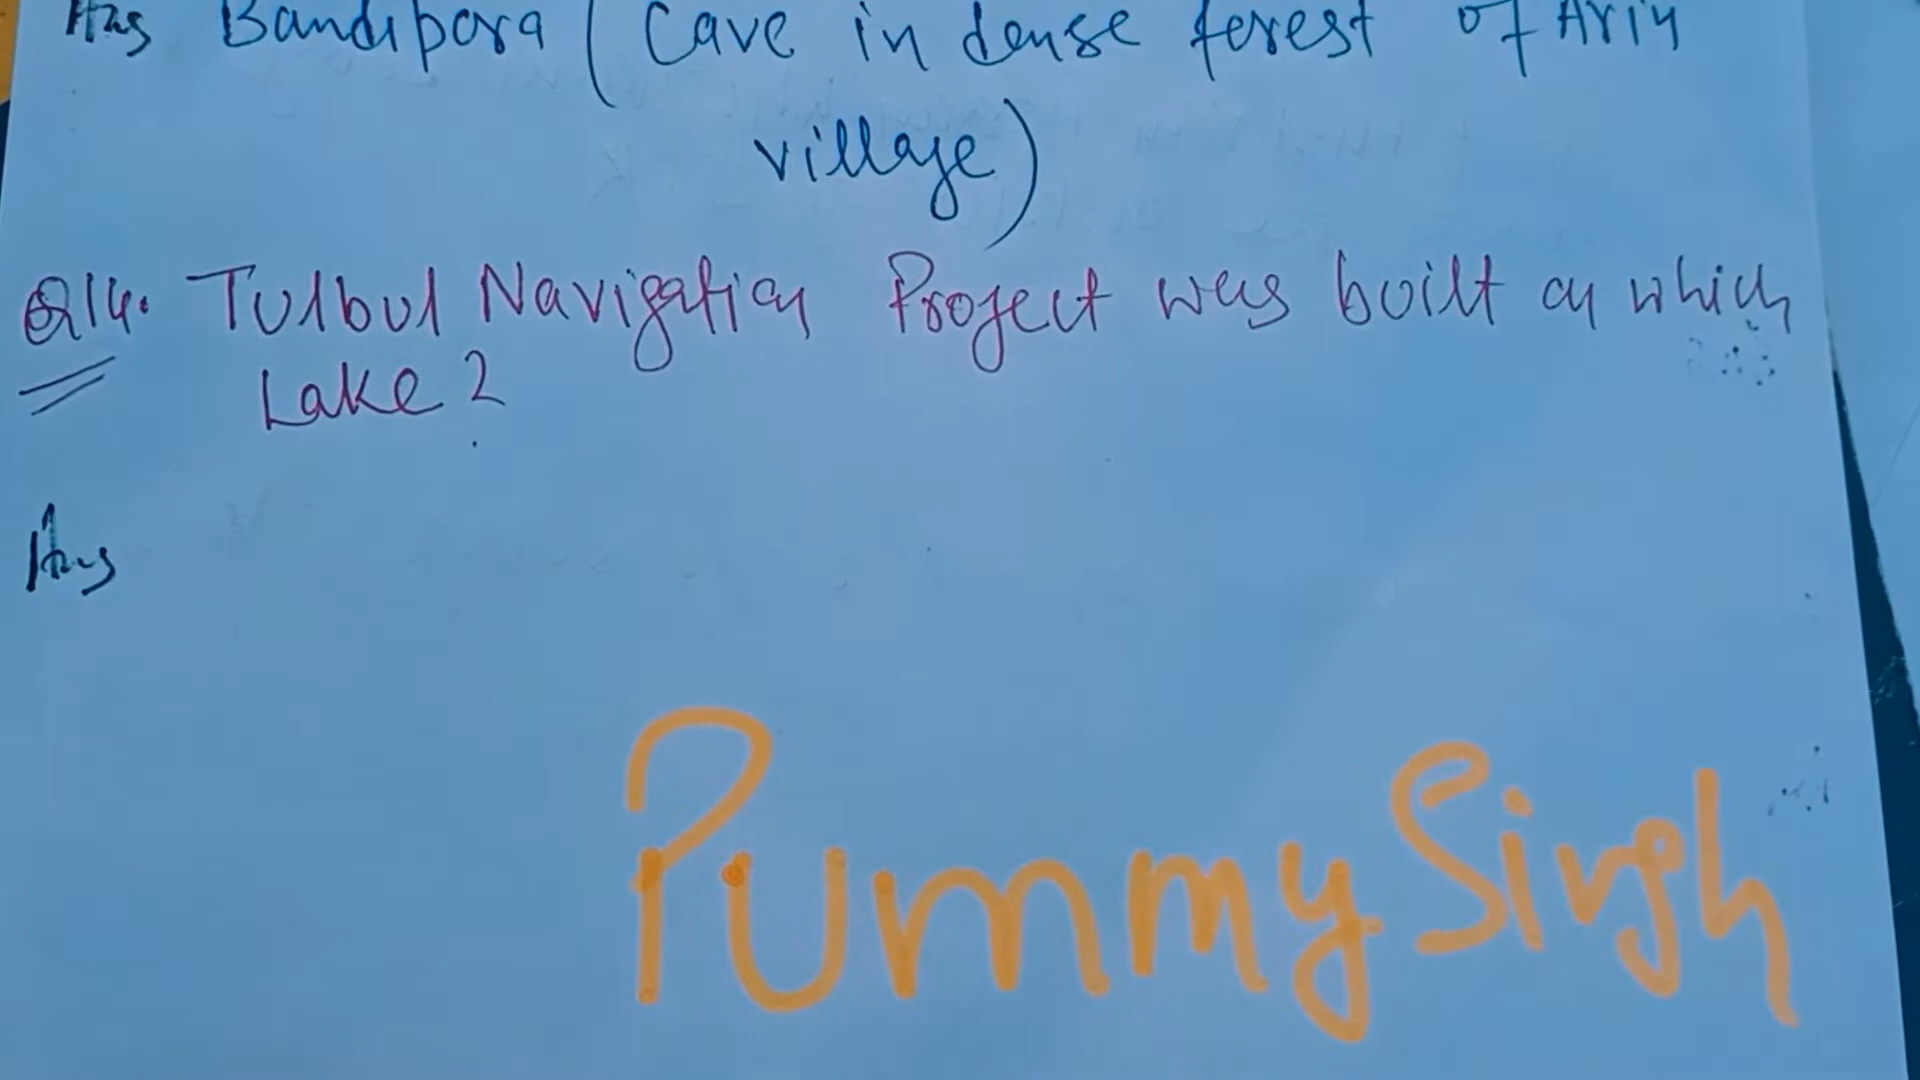 Ans Bandipora (Cave in dense forest of Arin
village)
Q14. Tulbul Navigation Project was built on which
Lake?
Ans
Pummy Singh